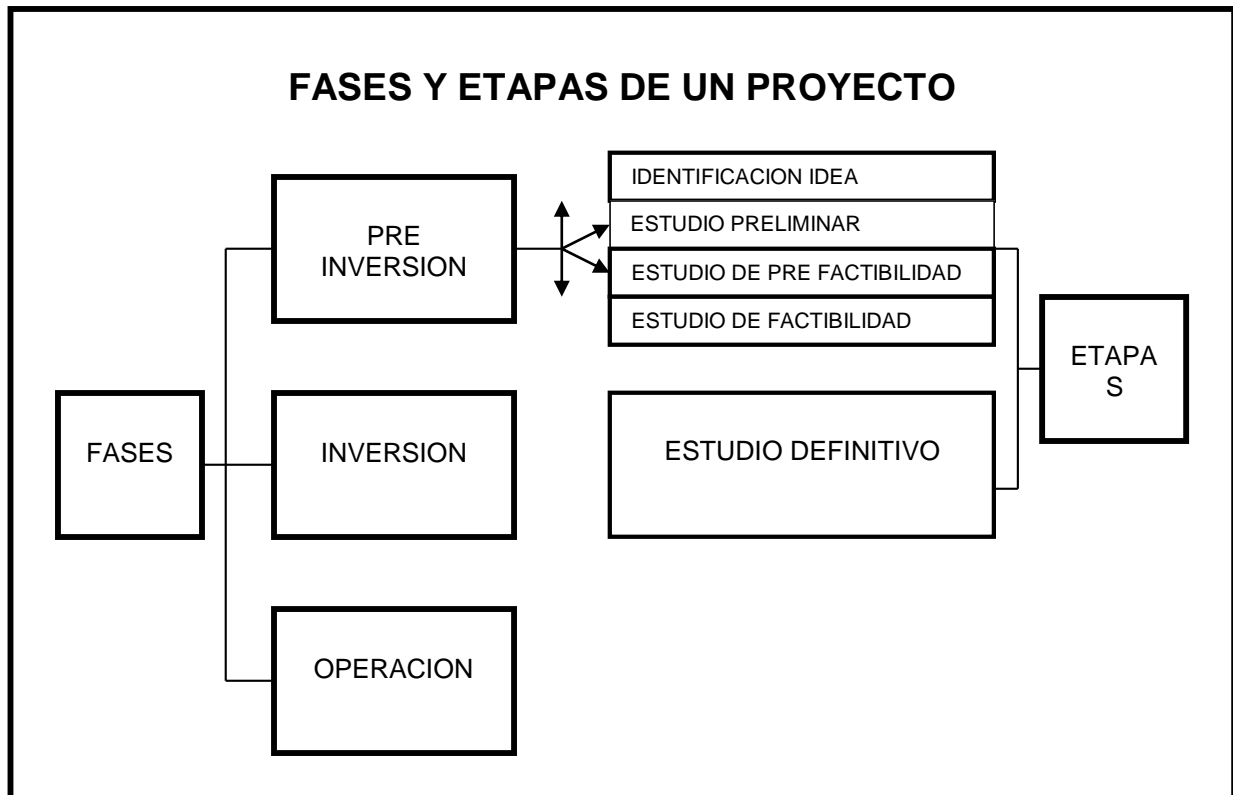 FASES Y ETAPAS DE UN PROYECTO
IDENTIFICACION IDEA
PRE
INVERSION
ESTUDIO PRELIMINAR
ESTUDIO DE PRE FACTIBILIDAD
ESTUDIO DE FACTIBILIDAD
ETAPA
S
FASES
INVERSION
ESTUDIO DEFINITIVO
OPERACION